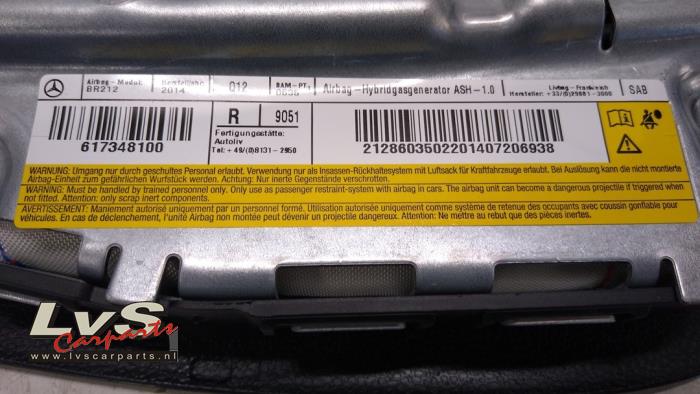 Airbag-Modul:
BR212
Bestelljahr
2014
Q12
BAM-PT-
0636
Airbag-Hybridgasgenerator ASH-1.0
Livbag-Frankreich
Hersteller:
SAB
R
9051
Fertigungsstätte:
Autoliv
Tel: +49/(0)8131-2950
617348100
2128603502201407206938
WARNUNG: Umgang nur durch geschultes Personal erlaubt. Verwendung nur als Insassen-Rückhaltesystem mit Luftsack für Kraftfahrzeuge erlaubt. Bei Auslösung kann die nicht montierte
Airbag-Einheit zum gefährlichen Wurfstück werden. Achtung: Nur inerte Gegenstände verschrotten.
WARNING: Must be handled by trained personnel only. Only use as passenger restraint-system with airbag in cars. The airbag unit can become a dangerous projectile if triggered when
not fitted. Attention: only scrap inert components.
AVERTISSEMENT: Maniement autorisé uniquement par un personnel formé. Utilisation autorisée uniquement comme système de retenue des occupants avec coussin gonflable pour
véhicules. En cas de déclenchement, l'unité Airbag non montée peut dévenir un projectile dangereux. Attention: Ne mettre au rebut que des pièces inertes.
LvS
Carparts
www.lvscarparts.nl